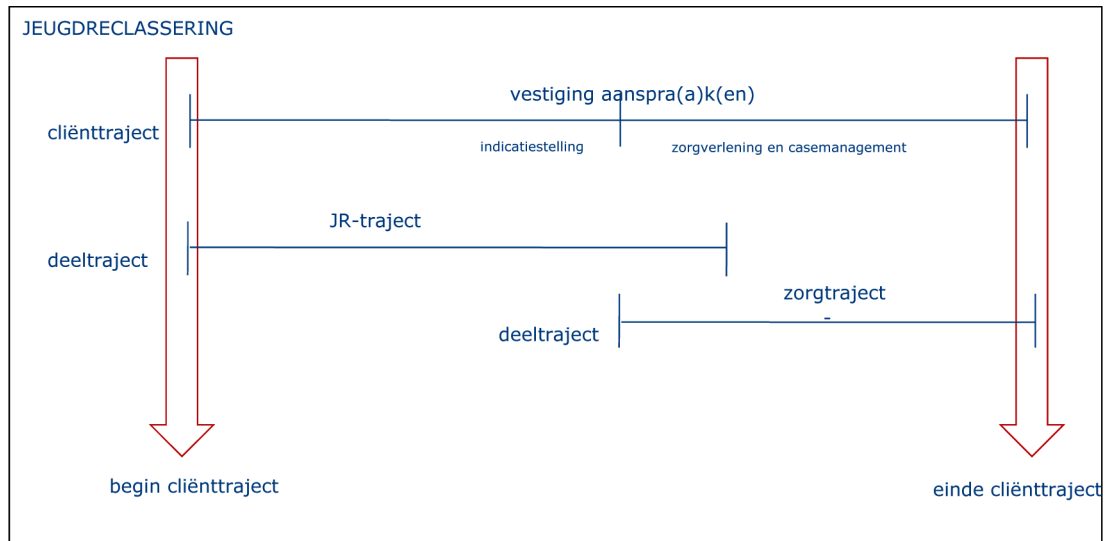 JEUGDRECLASSERING
vestiging aanspra(a)k(en)
cliënttraject
indicatiestelling
zorgverlening en casemanagement
JR-traject
deeltraject
zorgtraject
-
deeltraject
begin cliënttraject
einde cliënttraject